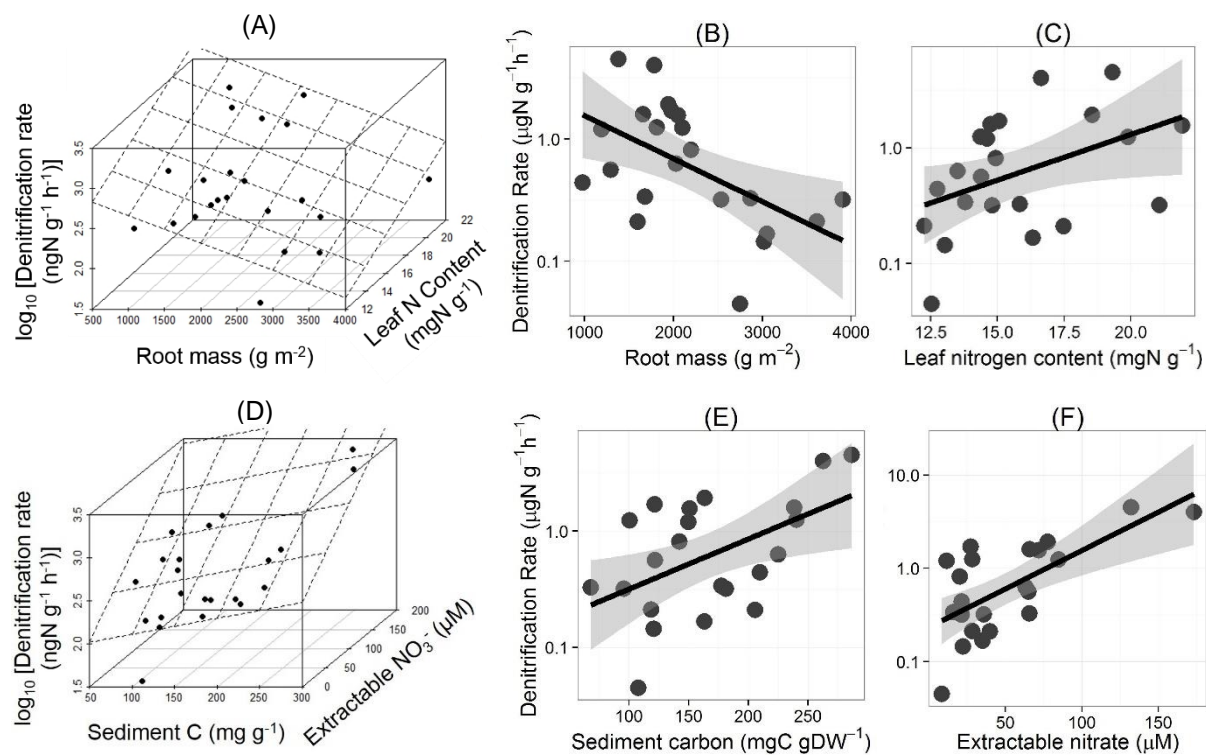 (A)
log₁₀ [Denitrification rate
(ngN g⁻¹ h⁻¹)]
3.5
3.0
2.5
2.0
1.5
500 1000 1500 2000 2500 3000 3500 4000
Root mass (g m⁻²)
12
14
16
18
20
22
Leaf N Content
(mgN g⁻¹)
(B)
Denitrification Rate (μgN g⁻¹h⁻¹)
1.0
0.1
1000 2000 3000 4000
Root mass (g m⁻²)
(C)
1.0
0.1
12.5 15.0 17.5 20.0
Leaf nitrogen content (mgN g⁻¹)
(D)
log₁₀ [Denitrification rate
(ngN g⁻¹ h⁻¹)]
3.5
3.0
2.5
2.0
1.5
50 100 150 200 250 300
Sediment C (mg g⁻¹)
0
50
100
150
200
Extractable NO₃⁻ (μM)
(E)
Denitrification Rate (μgN g⁻¹h⁻¹)
1.0
0.1
100 150 200 250
Sediment carbon (mgC gDW⁻¹)
(F)
10.0
1.0
0.1
50 100 150
Extractable nitrate (μM)